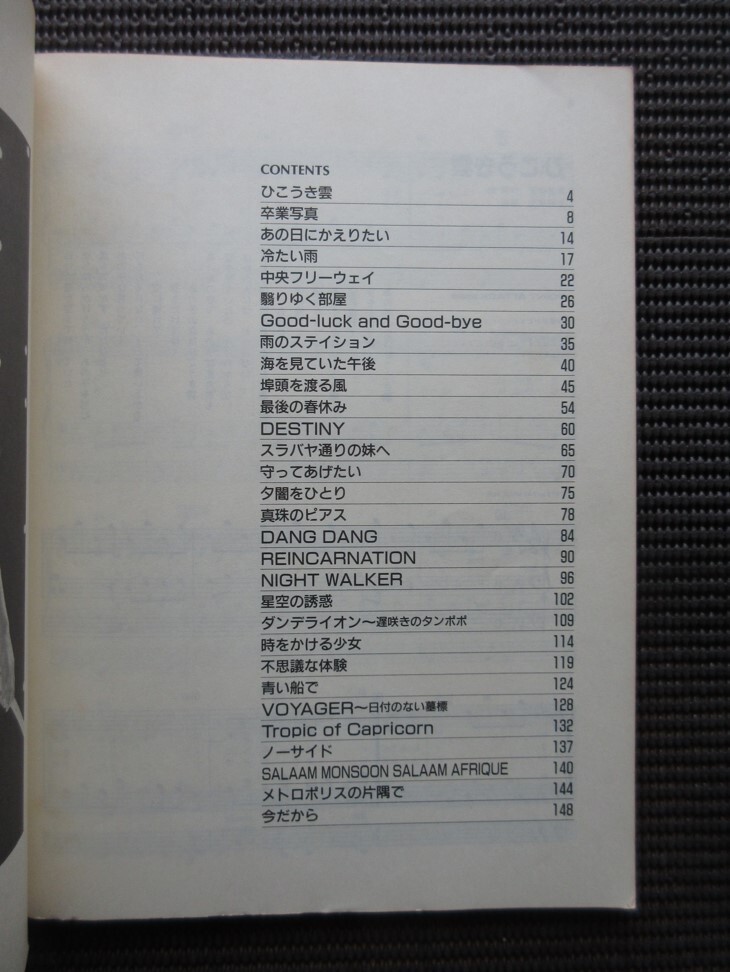 CONTENTS
ひこうき雲 4
卒業写真 8
あの日にかえりたい 14
冷たい雨 17
中央フリーウェイ 22
翳りゆく部屋 26
Good-luck and Good-bye 30
雨のステイション 35
海を見ていた午後 40
埠頭を渡る風 45
最後の春休み 54
DESTINY 60
スラバヤ通りの妹へ 65
守ってあげたい 70
夕闇をひとり 75
真珠のピアス 78
DANG DANG 84
REINCARNATION 90
NIGHT WALKER 96
星空の誘惑 102
ダンデライオン〜遅咲きのタンポポ 109
時をかける少女 114
不思議な体験 119
青い船で 124
VOYAGER〜日付のない墓標 128
Tropic of Capricorn 132
ノーサイド 137
SALAAM MONSOON SALAAM AFRIQUE 140
メトロポリスの片隅で 144
今だから 148